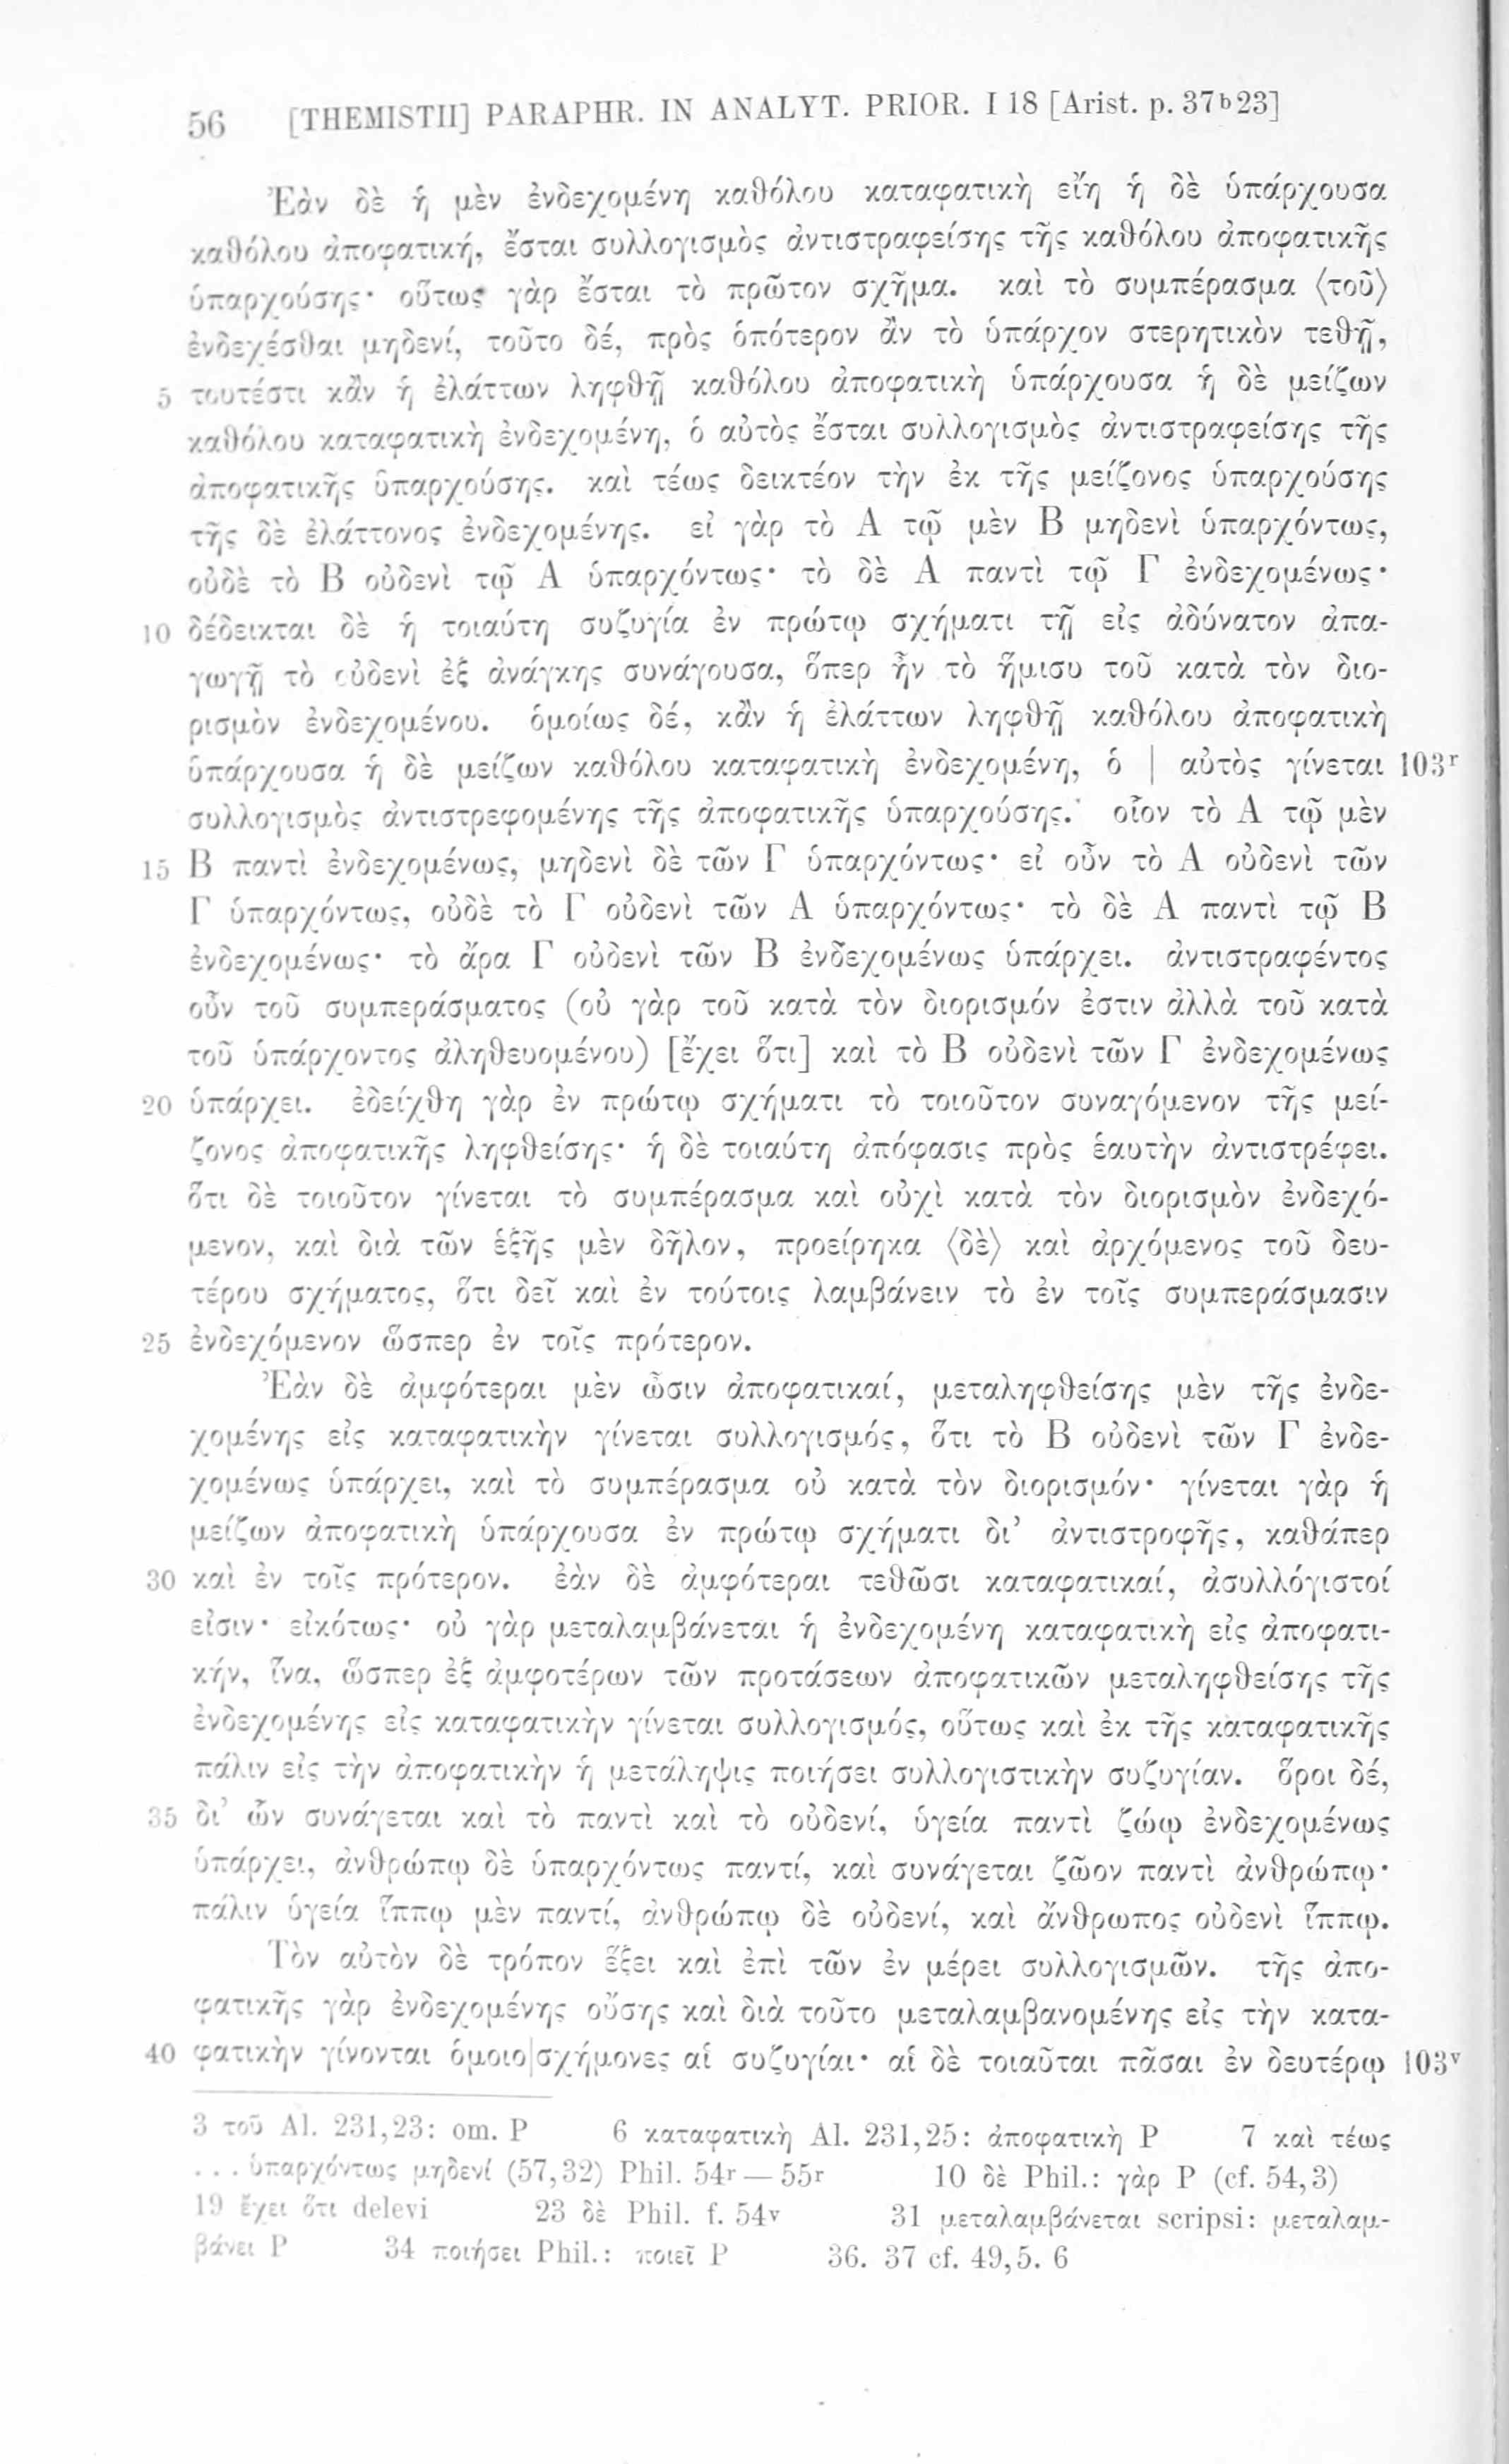 56 [THEMISTII] PARAPHR. IN ANALYT. PRIOR. I 18 [Arist. p. 37b23]
Ἐὰν δὲ ἡ μὲν ἐνδεχομένη καθόλου καταφατικὴ εἴη ἡ δὲ ὑπάρχουσα
καθόλου ἀποφατική, ἔσται συλλογισμὸς ἀντιστραφείσης τῆς καθόλου ἀποφατικῆς
ὑπαρχούσης· οὕτως γὰρ ἔσται τὸ πρῶτον σχῆμα. καὶ τὸ συμπέρασμα ⟨τοῦ⟩
ἐνδεχέσθαι μηδενί, τοῦτο δέ, πρὸς ὁπότερον ἂν τὸ ὑπάρχον στερητικὸν τεθῇ,
5 τουτέστι κἂν ἡ ἐλάττων ληφθῇ καθόλου ἀποφατικὴ ὑπάρχουσα ἡ δὲ μείζων
καθόλου καταφατικὴ ἐνδεχομένη, ὁ αὐτὸς ἔσται συλλογισμὸς ἀντιστραφείσης τῆς
ἀποφατικῆς ὑπαρχούσης. καὶ τέως δεικτέον τὴν ἐκ τῆς μείζονος ὑπαρχούσης
τῆς δὲ ἐλάττονος ἐνδεχομένης. εἰ γὰρ τὸ Α τῷ μὲν Β μηδενὶ ὑπαρχόντως,
οὐδὲ τὸ Β οὐδενὶ τῷ Α ὑπαρχόντως· τὸ δὲ Α παντὶ τῷ Γ ἐνδεχομένως·
10 δέδεικται δὲ ἡ τοιαύτη συζυγία ἐν πρώτῳ σχήματι τῇ εἰς ἀδύνατον ἀπα-
γωγῇ τὸ οὐδενὶ ἐξ ἀνάγκης συνάγουσα, ὅπερ ἦν τὸ ἥμισυ τοῦ κατὰ τὸν διο-
ρισμὸν ἐνδεχομένου. ὁμοίως δέ, κἂν ἡ ἐλάττων ληφθῇ καθόλου ἀποφατικὴ
ὑπάρχουσα ἡ δὲ μείζων καθόλου καταφατικὴ ἐνδεχομένη, ὁ | αὐτὸς γίνεται 103r
συλλογισμὸς ἀντιστρεφομένης τῆς ἀποφατικῆς ὑπαρχούσης. οἷον τὸ Α τῷ μὲν
15 Β παντὶ ἐνδεχομένως, μηδενὶ δὲ τῶν Γ ὑπαρχόντως· εἰ οὖν τὸ Α οὐδενὶ τῶν
Γ ὑπαρχόντως, οὐδὲ τὸ Γ οὐδενὶ τῶν Α ὑπαρχόντως· τὸ δὲ Α παντὶ τῷ Β
ἐνδεχομένως· τὸ ἄρα Γ οὐδενὶ τῶν Β ἐνδεχομένως ὑπάρχει. ἀντιστραφέντος
οὖν τοῦ συμπεράσματος (οὐ γὰρ τοῦ κατὰ τὸν διορισμόν ἐστιν ἀλλὰ τοῦ κατὰ
τοῦ ὑπάρχοντος ἀληθευομένου) [ἔχει ὅτι] καὶ τὸ Β οὐδενὶ τῶν Γ ἐνδεχομένως
20 ὑπάρχει. ἐδείχθη γὰρ ἐν πρώτῳ σχήματι τὸ τοιοῦτον συναγόμενον τῆς μεί-
ζονος ἀποφατικῆς ληφθείσης· ἡ δὲ τοιαύτη ἀπόφασις πρὸς ἑαυτὴν ἀντιστρέφει.
ὅτι δὲ τοιοῦτον γίνεται τὸ συμπέρασμα καὶ οὐχὶ κατὰ τὸν διορισμὸν ἐνδεχό-
μενον, καὶ διὰ τῶν ἑξῆς μὲν δῆλον, προείρηκα ⟨δὲ⟩ καὶ ἀρχόμενος τοῦ δευ-
τέρου σχήματος, ὅτι δεῖ καὶ ἐν τούτοις λαμβάνειν τὸ ἐν τοῖς συμπεράσμασιν
25 ἐνδεχόμενον ὥσπερ ἐν τοῖς πρότερον.
Ἐὰν δὲ ἀμφότεραι μὲν ὦσιν ἀποφατικαί, μεταληφθείσης μὲν τῆς ἐνδε-
χομένης εἰς καταφατικὴν γίνεται συλλογισμός, ὅτι τὸ Β οὐδενὶ τῶν Γ ἐνδε-
χομένως ὑπάρχει, καὶ τὸ συμπέρασμα οὐ κατὰ τὸν διορισμόν· γίνεται γὰρ ἡ
μείζων ἀποφατικὴ ὑπάρχουσα ἐν πρώτῳ σχήματι δι’ ἀντιστροφῆς, καθάπερ
30 καὶ ἐν τοῖς πρότερον. ἐὰν δὲ ἀμφότεραι τεθῶσι καταφατικαί, ἀσυλλόγιστοί
εἰσιν· εἰκότως· οὐ γὰρ μεταλαμβάνεται ἡ ἐνδεχομένη καταφατικὴ εἰς ἀποφατι-
κήν, ἵνα, ὥσπερ ἐξ ἀμφοτέρων τῶν προτάσεων ἀποφατικῶν μεταληφθείσης τῆς
ἐνδεχομένης εἰς καταφατικὴν γίνεται συλλογισμός, οὕτως καὶ ἐκ τῆς καταφατικῆς
πάλιν εἰς τὴν ἀποφατικὴν ἡ μετάληψις ποιήσει συλλογιστικὴν συζυγίαν. ὅροι δέ,
35 δι’ ὧν συνάγεται καὶ τὸ παντὶ καὶ τὸ οὐδενί, ὑγεία παντὶ ζώῳ ἐνδεχομένως
ὑπάρχει, ἀνθρώπῳ δὲ ὑπαρχόντως παντί, καὶ συνάγεται ζῷον παντὶ ἀνθρώπῳ·
πάλιν ὑγεία ἵππῳ μὲν παντί, ἀνθρώπῳ δὲ οὐδενί, καὶ ἄνθρωπος οὐδενὶ ἵππῳ.
Τὸν αὐτὸν δὲ τρόπον ἕξει καὶ ἐπὶ τῶν ἐν μέρει συλλογισμῶν. τῆς ἀπο-
φατικῆς γὰρ ἐνδεχομένης οὔσης καὶ διὰ τοῦτο μεταλαμβανομένης εἰς τὴν κατα-
40 φατικὴν γίνονται ὁμοιο|σχήμονες αἱ συζυγίαι· αἱ δὲ τοιαῦται πᾶσαι ἐν δευτέρῳ 103v
3 τοῦ Al. 231,23: om. P 6 καταφατικὴ Al. 231,25: ἀποφατικὴ P 7 καὶ τέως
... ὑπαρχόντως μηδενί (57,32) Phil. 54r — 55r 10 δὲ Phil.: γὰρ P (cf. 54,3)
19 ἔχει ὅτι delevi 23 δὲ Phil. f. 54v 31 μεταλαμβάνεται scripsi: μεταλαμ-
βάνει P 34 ποιήσει Phil.: ποιεῖ P 36. 37 cf. 49,5. 6